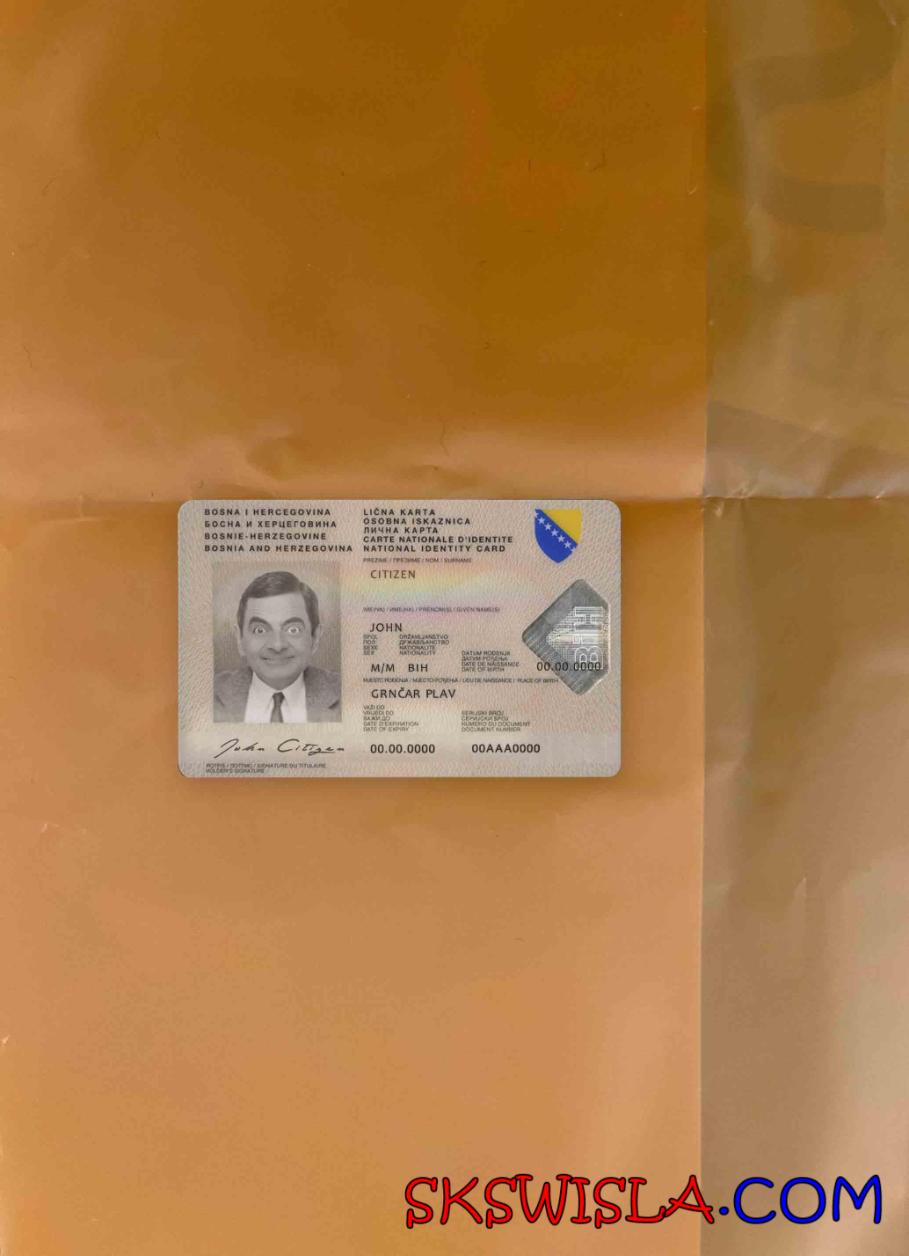 BOSNA I HERCEGOVINA
БОСНА И ХЕРЦЕГОВИНА
BOSNIE-HERZEGOVINE
BOSNIA AND HERZEGOVINA
LIČNA KARTA
OSOBNA ISKAZNICA
ЛИЧНА КАРТА
CARTE NATIONALE D'IDENTITE
NATIONAL IDENTITY CARD
PREZIME / ПРЕЗИМЕ / NOM / SURNAME
CITIZEN
IME(NA) / ИМЕ(НА) / PRENOM(S) / GIVEN NAME(S)
JOHN
SPOL DRŽAVLJANSTVO
ПОЛ ДРЖАВЉАНСТВО
SEXE NATIONALITE
SEX NATIONALITY
M/M BIH
DATUM ROĐENJA
ДАТУМ РОЂЕЊА
DATE DE NAISSANCE
DATE OF BIRTH
00.00.0000
BIH
MJESTO ROĐENJA / МЈЕСТО РОЂЕЊА / LIEU DE NAISSANCE / PLACE OF BIRTH
GRNČAR PLAV
VAŽI DO
VRIJEDI DO
ВАЖИ ДО
DATE D'EXPIRATION
DATE OF EXPIRY
00.00.0000
SERIJSKI BROJ
СЕРИЈСКИ БРОЈ
NUMERO DU DOCUMENT
DOCUMENT NUMBER
00AAA0000
John Citizen
POTPIS / ПОТПИС / SIGNATURE DU TITULAIRE
HOLDER'S SIGNATURE
SKSWISLA.COM